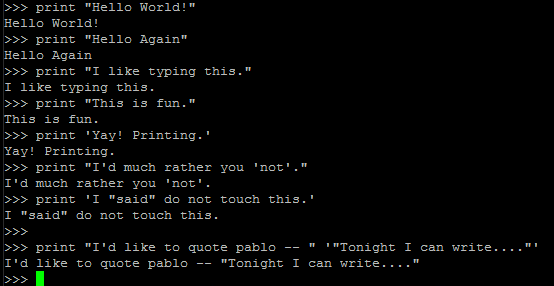 >>> print "Hello World!"
Hello World!
>>> print "Hello Again"
Hello Again
>>> print "I like typing this."
I like typing this.
>>> print "This is fun."
This is fun.
>>> print 'Yay! Printing.'
Yay! Printing.
>>> print "I'd much rather you 'not'."
I'd much rather you 'not'.
>>> print 'I "said" do not touch this.'
I "said" do not touch this.
>>>
>>> print "I'd like to quote pablo -- " '"Tonight I can write...."'
I'd like to quote pablo -- "Tonight I can write...."
>>>